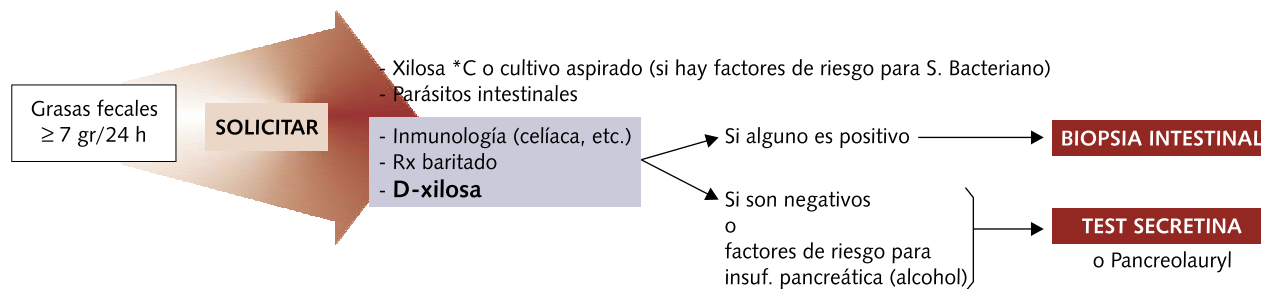 Grasas fecales
≥ 7 gr/24 h
SOLICITAR
- Xilosa *C o cultivo aspirado (si hay factores de riesgo para S. Bacteriano)
- Parásitos intestinales
- Inmunología (celíaca, etc.)
- Rx baritado
- D-xilosa
Si alguno es positivo
BIOPSIA INTESTINAL
Si son negativos
o
factores de riesgo para
insuf. pancreática (alcohol)
TEST SECRETINA
o Pancreolauryl